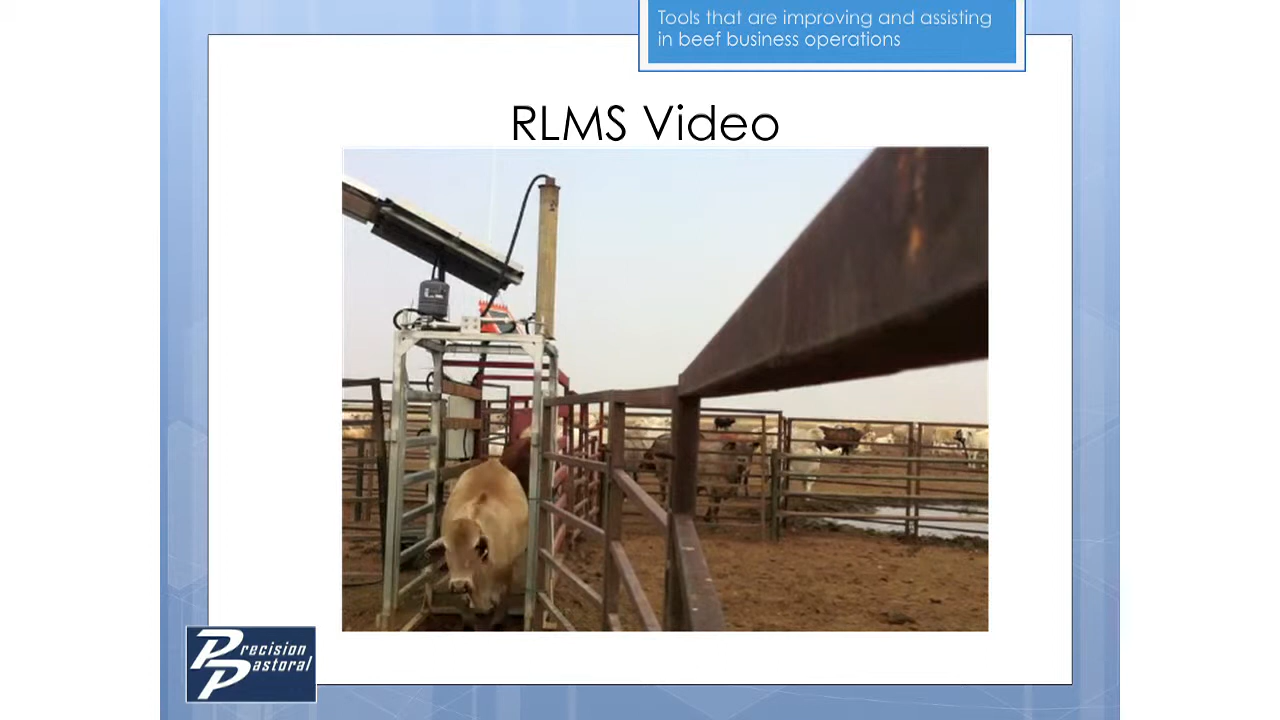 Tools that are improving and assisting
in beef business operations
RLMS Video
Precision
Pastoral